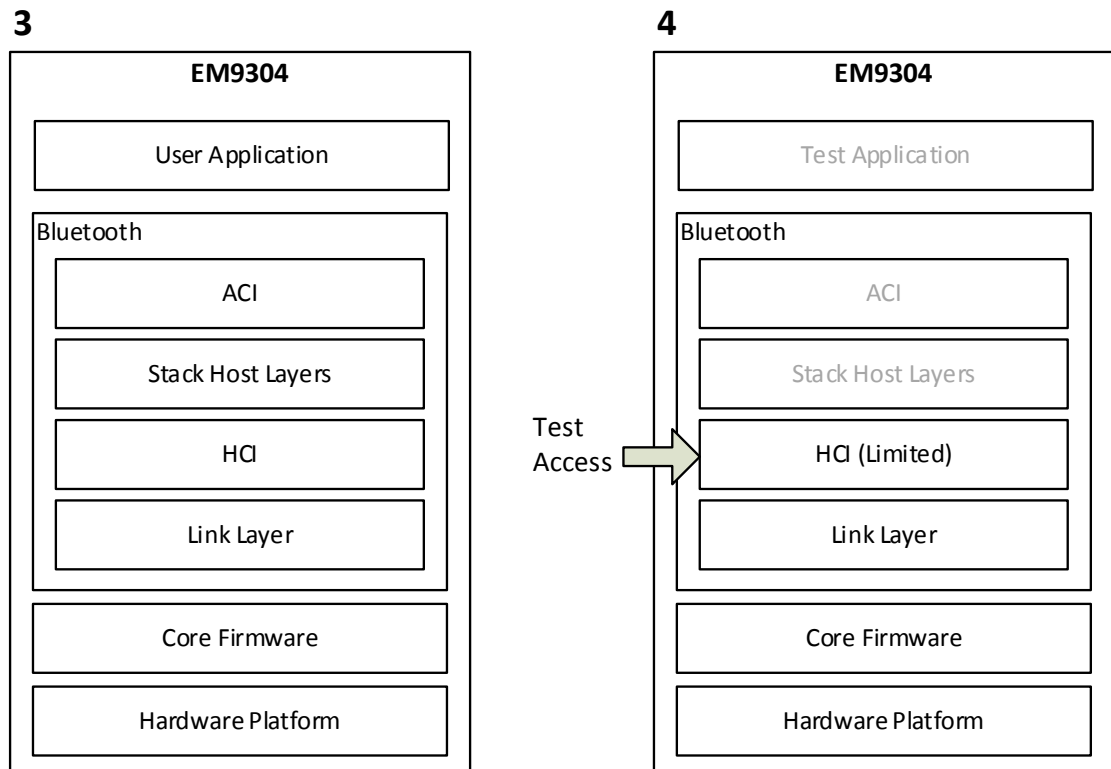 3
EM9304
User Application
Bluetooth
ACI
Stack Host Layers
HCI
Link Layer
Core Firmware
Hardware Platform
4
EM9304
Test Application
Bluetooth
ACI
Stack Host Layers
Test
Access
HCI (Limited)
Link Layer
Core Firmware
Hardware Platform